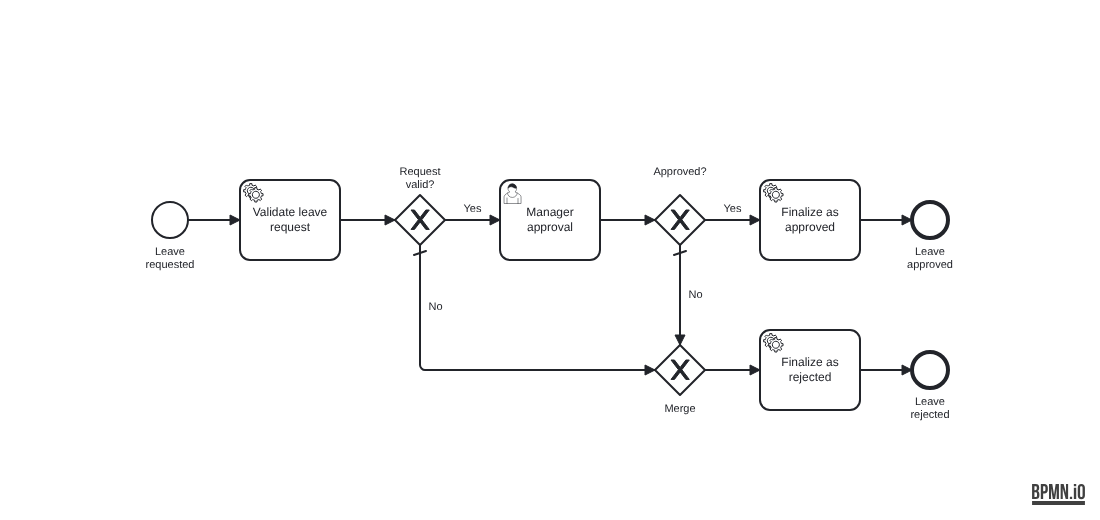 Leave
requested
Validate leave
request
Request
valid?
Yes
No
Manager
approval
Approved?
Yes
No
Finalize as
approved
Leave
approved
Merge
Finalize as
rejected
Leave
rejected
BPMN.iO